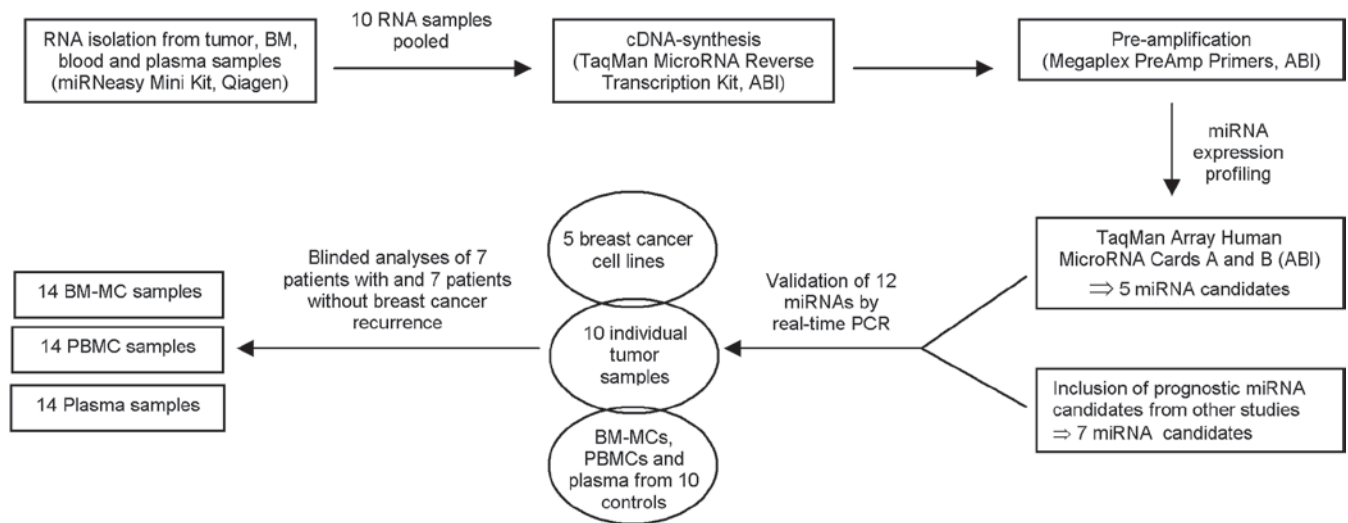 RNA isolation from tumor, BM,
blood and plasma samples
(miRNeasy Mini Kit, Qiagen)
10 RNA samples
pooled
cDNA-synthesis
(TaqMan MicroRNA Reverse
Transcription Kit, ABI)
Pre-amplification
(Megaplex PreAmp Primers, ABI)
miRNA
expression
profiling
TaqMan Array Human
MicroRNA Cards A and B (ABI)
⇒ 5 miRNA candidates
Inclusion of prognostic miRNA
candidates from other studies
⇒ 7 miRNA candidates
Validation of 12
miRNAs by
real-time PCR
5 breast cancer
cell lines
10 individual
tumor
samples
BM-MCs,
PBMCs and
plasma from 10
controls
Blinded analyses of 7
patients with and 7 patients
without breast cancer
recurrence
14 BM-MC samples
14 PBMC samples
14 Plasma samples